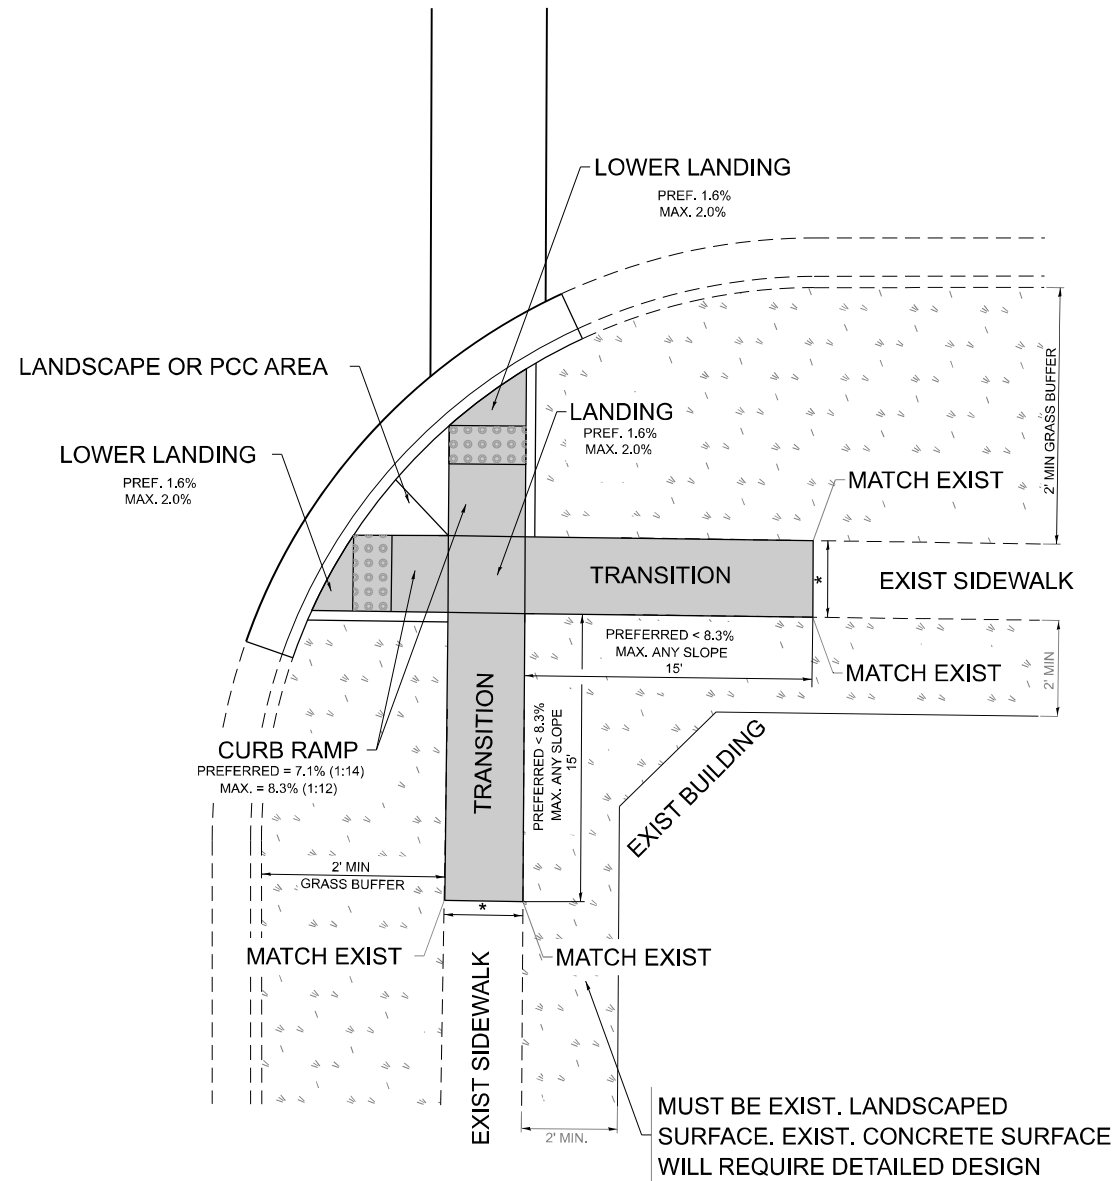 LOWER LANDING
PREF. 1.6%
MAX. 2.0%
LANDSCAPE OR PCC AREA
LANDING
PREF. 1.6%
MAX. 2.0%
2' MIN GRASS BUFFER
LOWER LANDING
PREF. 1.6%
MAX. 2.0%
MATCH EXIST
TRANSITION
*
EXIST SIDEWALK
PREFERRED < 8.3%
MAX. ANY SLOPE
15'
MATCH EXIST
2' MIN
TRANSITION
PREFERRED < 8.3%
MAX. ANY SLOPE
15'
CURB RAMP
PREFERRED = 7.1% (1:14)
MAX. = 8.3% (1:12)
EXIST BUILDING
2' MIN
GRASS BUFFER
*
MATCH EXIST
MATCH EXIST
EXIST SIDEWALK
2' MIN.
MUST BE EXIST. LANDSCAPED
SURFACE. EXIST. CONCRETE SURFACE
WILL REQUIRE DETAILED DESIGN